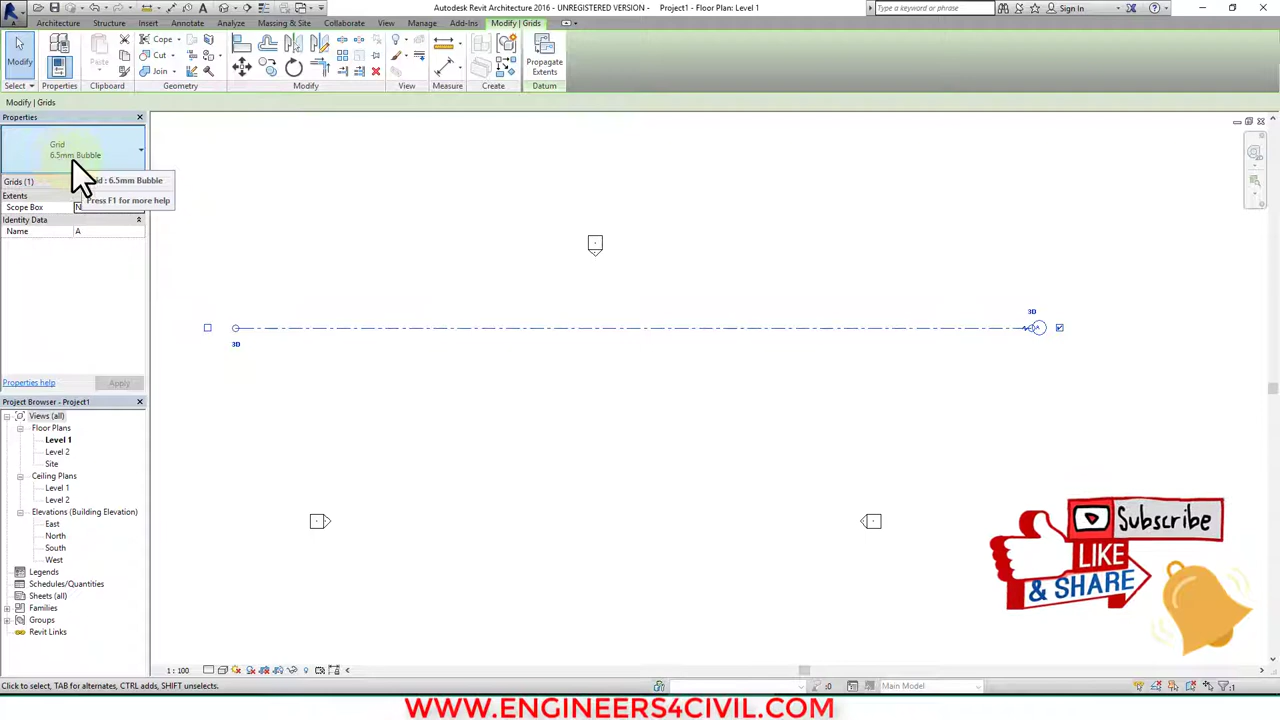 Autodesk Revit Architecture 2016 - UNREGISTERED VERSION - Project1 - Floor Plan: Level 1
Type a keyword or phrase
Sign In
Architecture Structure Insert Annotate Analyze Massing & Site Collaborate View Manage Add-Ins Modify | Grids
Modify
Paste
Cope
Cut
Join
Propagate
Extents
Select Properties Clipboard Geometry Modify View Measure Create Datum
Modify | Grids
Properties
Grid
6.5mm Bubble
: 6.5mm Bubble
Grids (1)
Press F1 for more help
Extents
Scope Box
Identity Data
Name A
3D
3D
A
Properties help
Apply
Project Browser - Project1
Views (all)
Floor Plans
Level 1
Level 2
Site
Ceiling Plans
Level 1
Level 2
Elevations (Building Elevation)
East
North
South
West
Legends
Schedules/Quantities
Sheets (all)
Families
Groups
Revit Links
Subscribe
LIKE
& SHARE
1 : 100
Click to select, TAB for alternates, CTRL adds, SHIFT unselects.
:0
Main Model
:1
WWW.ENGINEERS4CIVIL.COM